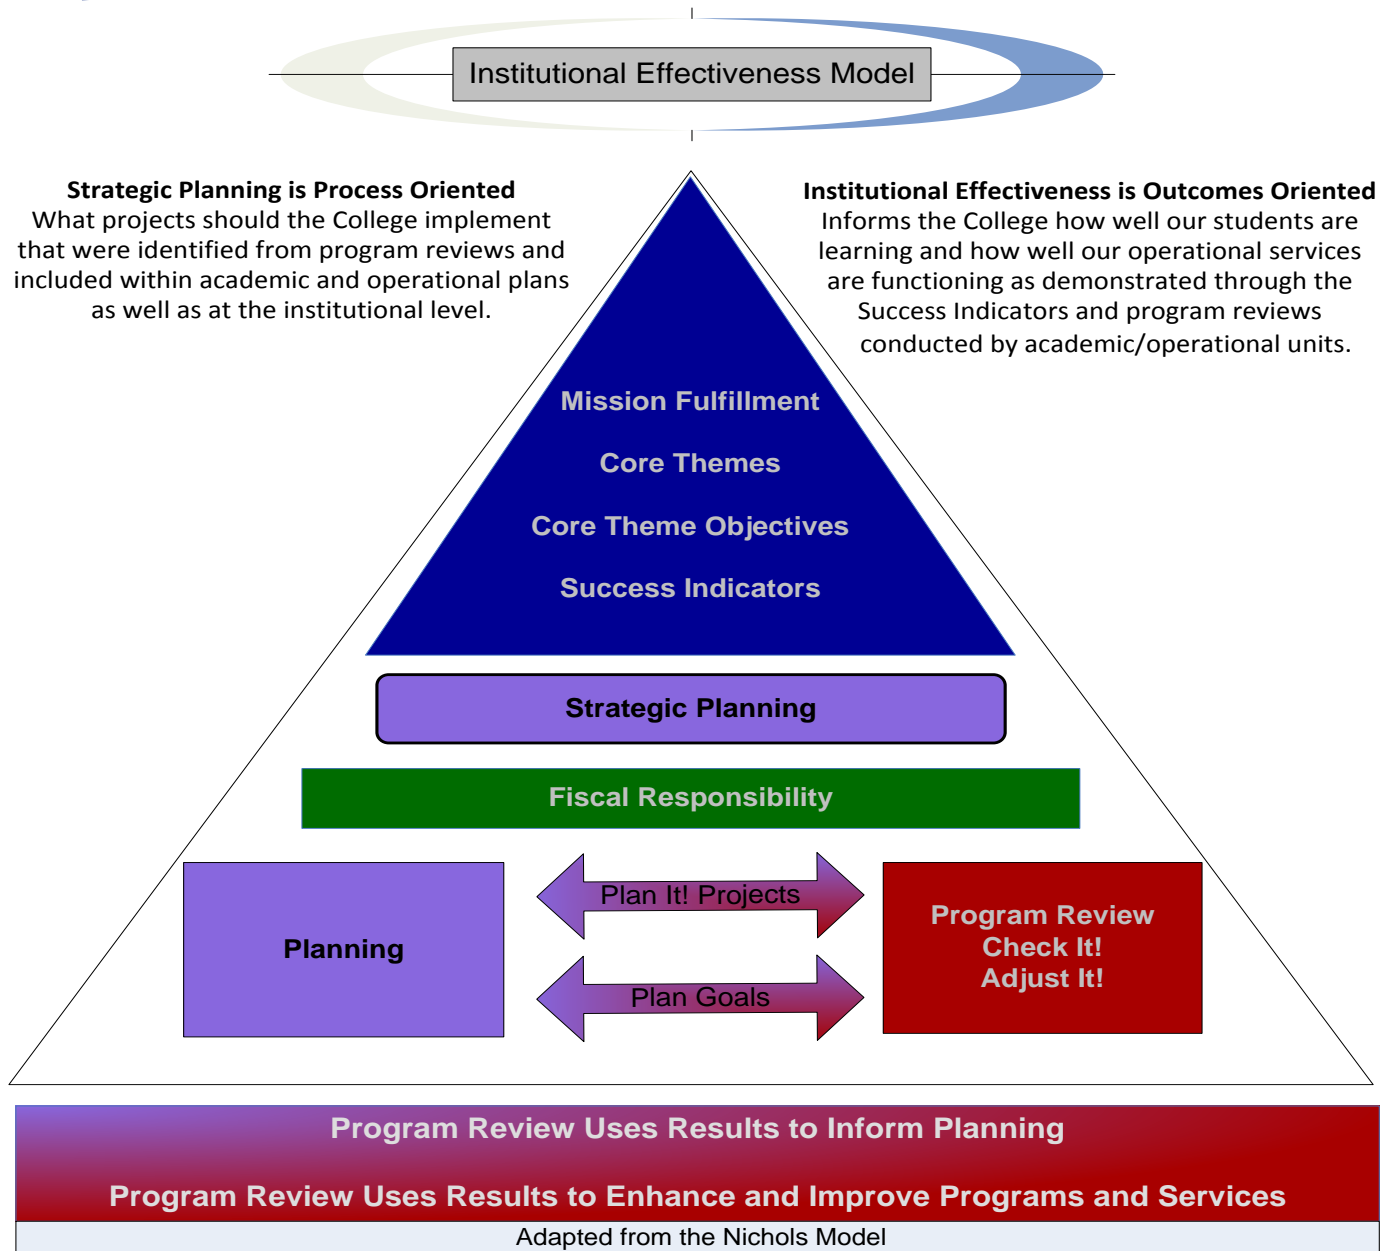 Institutional Effectiveness Model
Strategic Planning is Process Oriented
What projects should the College implement
that were identified from program reviews and
included within academic and operational plans
as well as at the institutional level.
Institutional Effectiveness is Outcomes Oriented
Informs the College how well our students are
learning and how well our operational services
are functioning as demonstrated through the
Success Indicators and program reviews
conducted by academic/operational units.
Mission Fulfillment
Core Themes
Core Theme Objectives
Success Indicators
Strategic Planning
Fiscal Responsibility
Planning
Plan It! Projects
Plan Goals
Program Review
Check It!
Adjust It!
Program Review Uses Results to Inform Planning
Program Review Uses Results to Enhance and Improve Programs and Services
Adapted from the Nichols Model